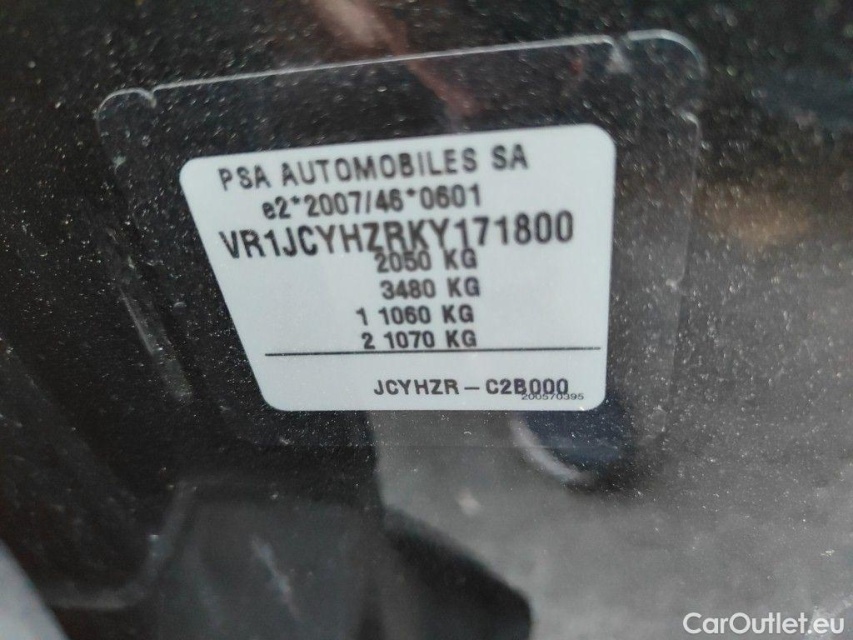 PSA AUTOMOBILES SA
e2*2007/46*0601
VR1JCYHZRKY171800
2050 KG
3480 KG
1 1060 KG
2 1070 KG
JCYHZR-C2B000
200570395
CarOutlet.eu